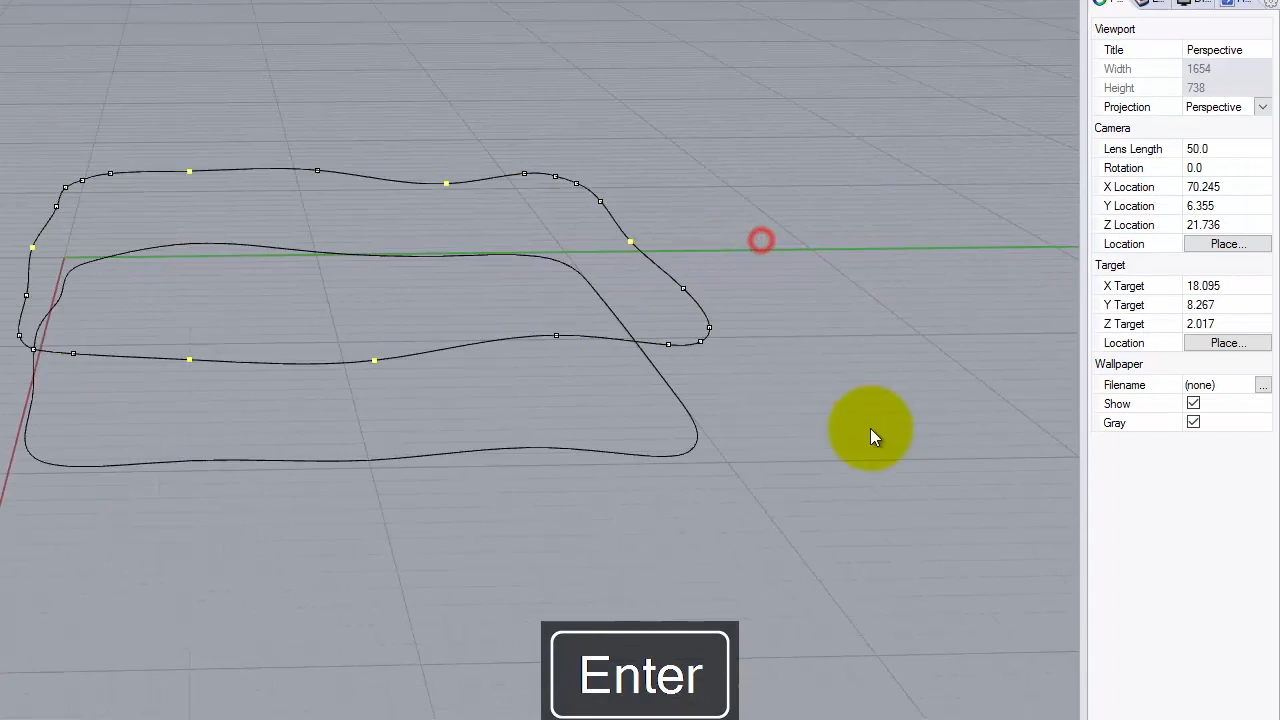 Viewport
Title Perspective
Width 1654
Height 738
Projection Perspective
Camera
Lens Length 50.0
Rotation 0.0
X Location 70.245
Y Location 6.355
Z Location 21.736
Location Place...
Target
X Target 18.095
Y Target 8.267
Z Target 2.017
Location Place...
Wallpaper
Filename (none) ...
Show
Gray
Enter